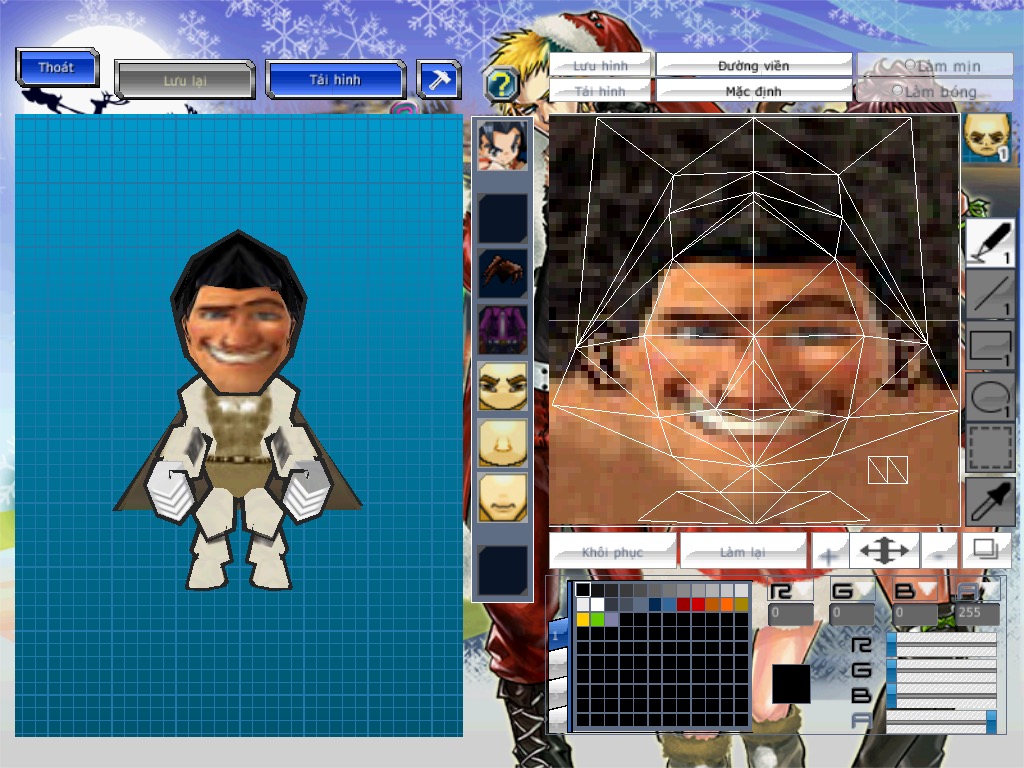 Thoát
Lưu lại
Tải hình
?
Lưu hình
Đường viền
Làm mịn
Tải hình
Mặc định
Làm bóng
1
1
1
1
1
Khôi phục
Làm lại
+
-
R G B A
0 0 0 255
1
R
G
B
A